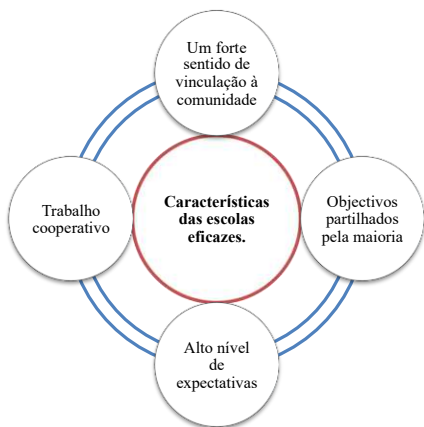 Um forte
sentido de
vinculação à
comunidade
Trabalho
cooperativo
Características
das escolas
eficazes.
Objectivos
partilhados
pela maioria
Alto nível
de
expectativas